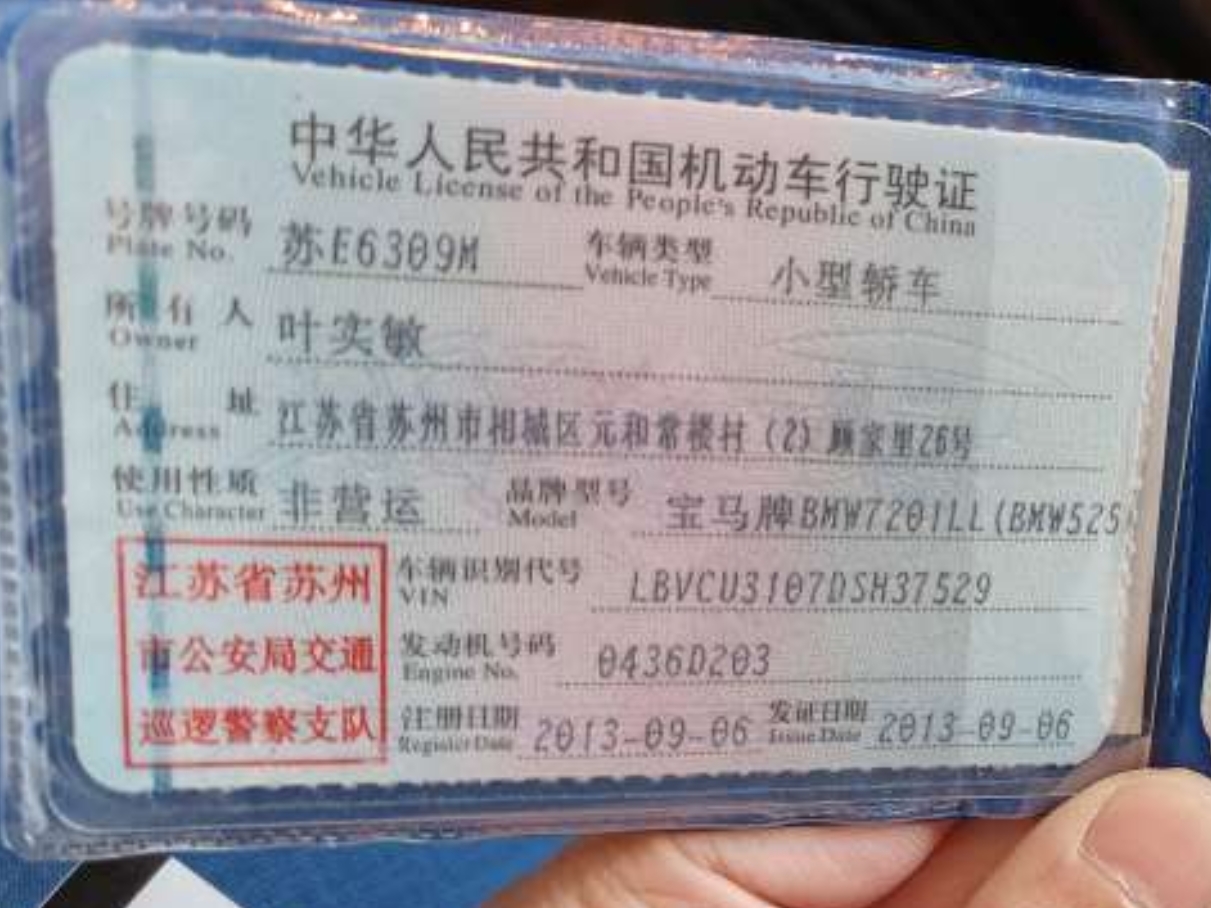 中华人民共和国机动车行驶证
Vehicle License of the People's Republic of China
号牌号码 苏E6309M 车辆类型 小型轿车
Plate No. Vehicle Type
所有人 叶实敏
Owner
住址 江苏省苏州市相城区元和常楼村(2)顾家里26号
Address
使用性质 非营运 品牌型号 宝马牌BMW7201LL(BMW525
Use Character Model
江苏省苏州
市公安局交通
巡逻警察支队
车辆识别代号 LBVCU3107DSH37529
VIN
发动机号码 0436D203
Engine No.
注册日期 2013-09-06 发证日期 2013-09-06
Register Date Issue Date